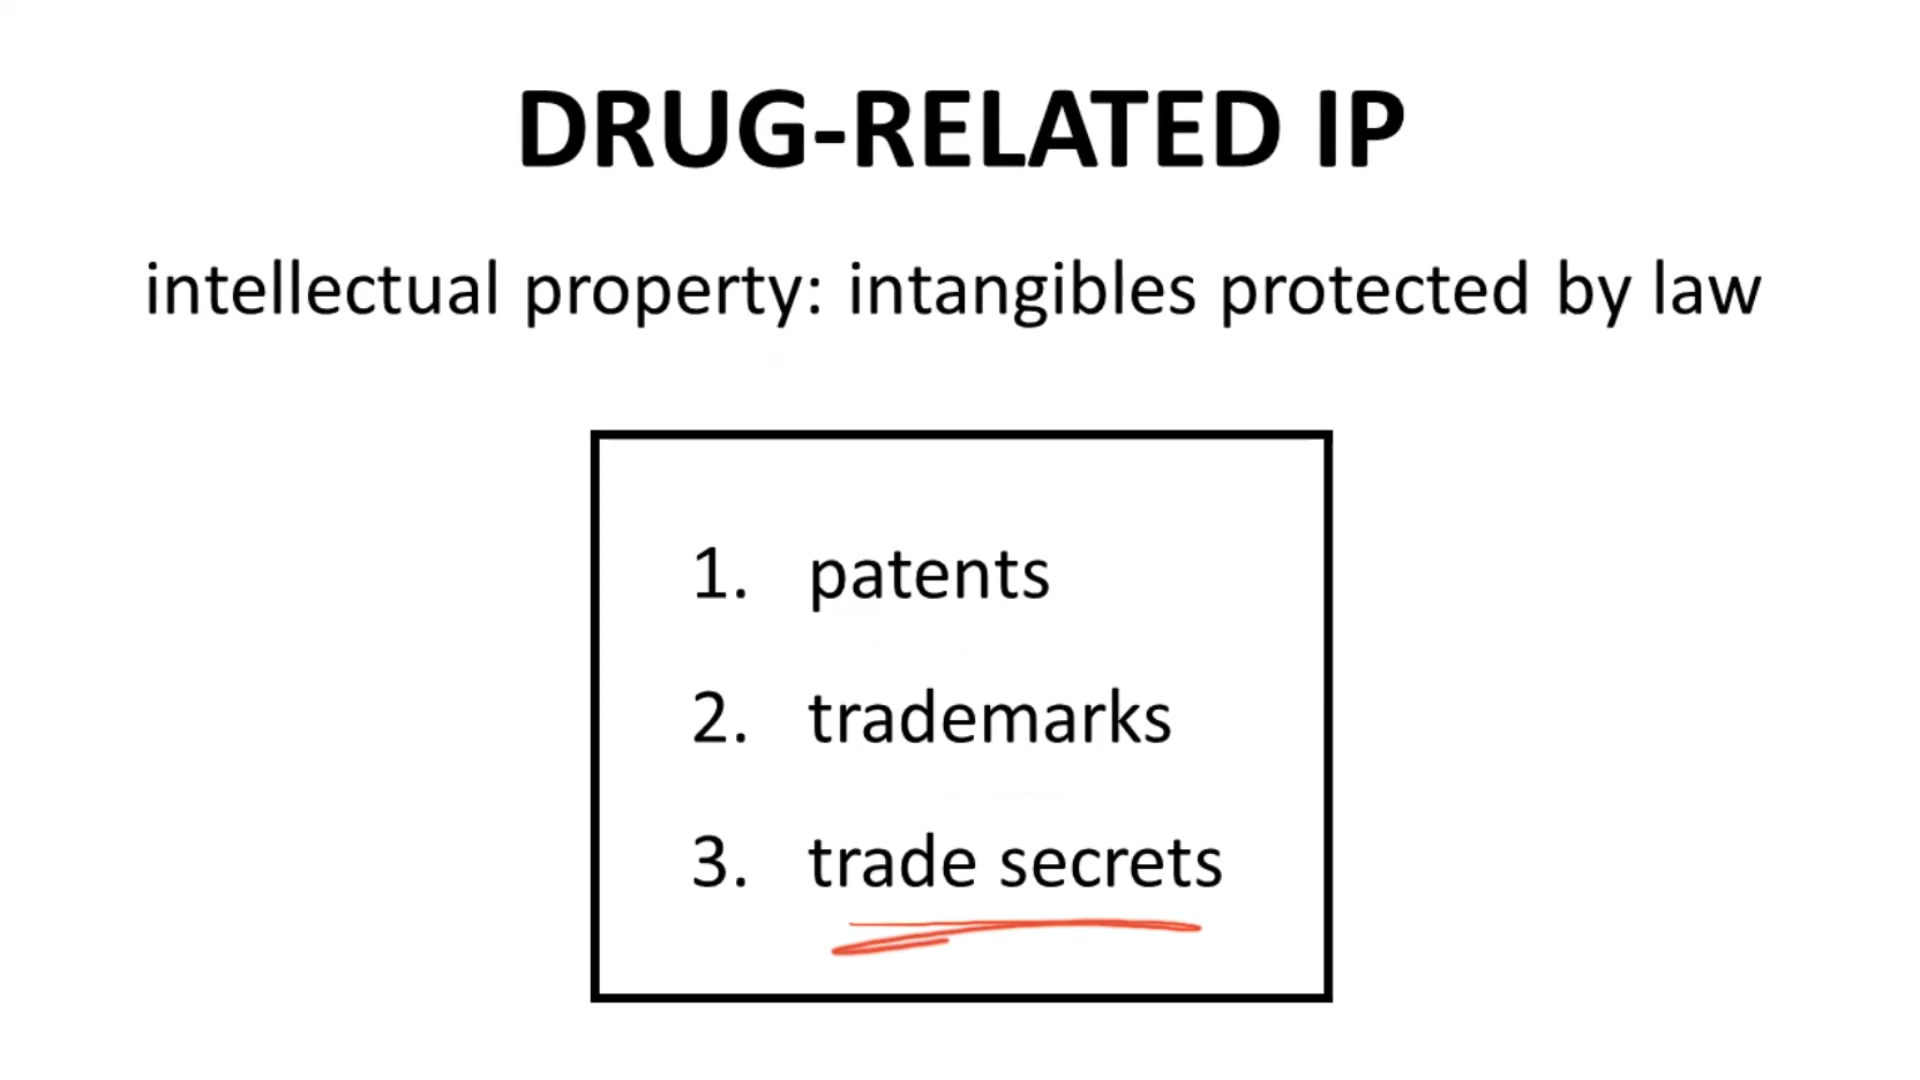 DRUG-RELATED IP
intellectual property: intangibles protected by law
1. patents
2. trademarks
3. trade secrets